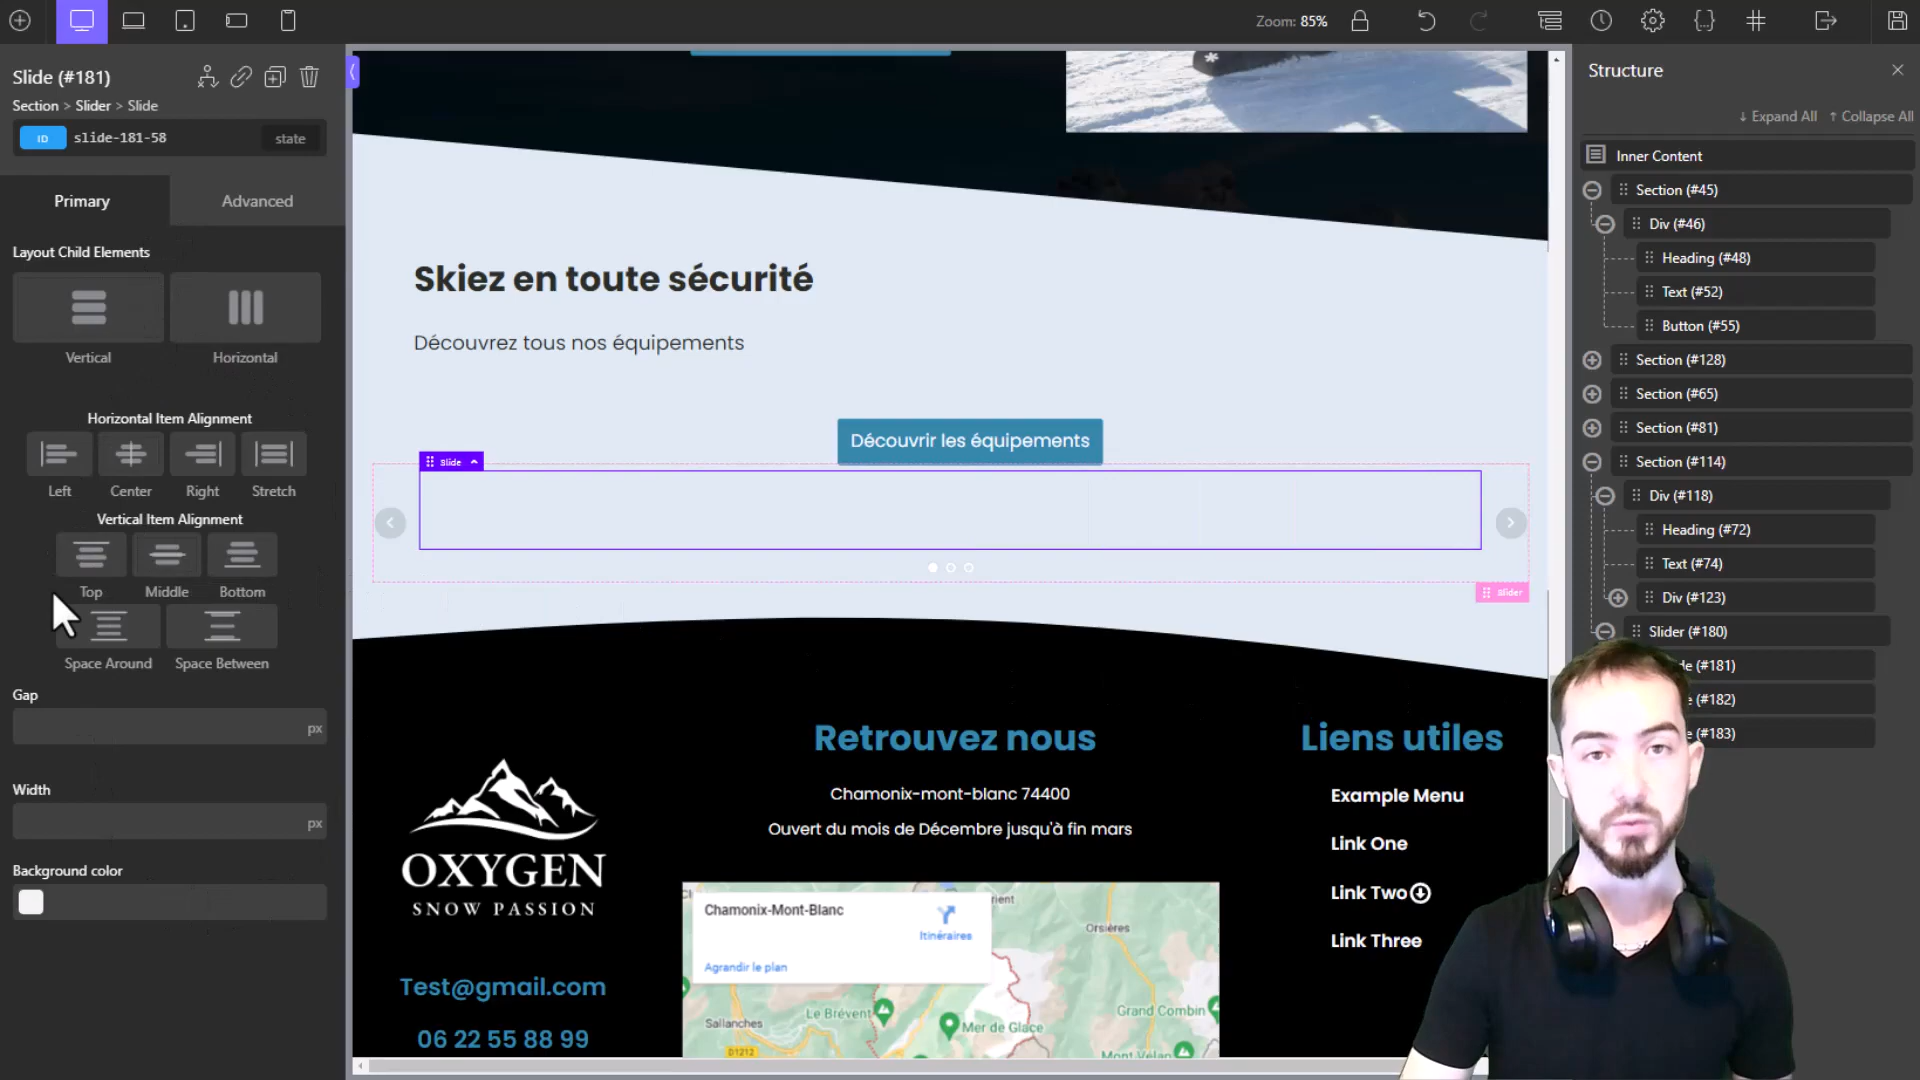 Zoom: 85%
Slide (#181)
Section > Slider > Slide
ID slide-181-58 state
Primary Advanced
Layout Child Elements
Vertical Horizontal
Horizontal Item Alignment
Left Center Right Stretch
Vertical Item Alignment
Top Middle Bottom
Space Around Space Between
Gap
px
Width
px
Background color
Skiez en toute sécurité
Découvrez tous nos équipements
Découvrir les équipements
Slide
Slider
OXYGEN
SNOW PASSION
Test@gmail.com
06 22 55 88 99
Retrouvez nous
Chamonix-mont-blanc 74400
Ouvert du mois de Décembre jusqu'à fin mars
Chamonix-Mont-Blanc
Itinéraires
Agrandir le plan
Orsières
Le Brévent
Mer de Glace
Grand Combin
Sallanches
D1212
Mont Vélan
Liens utiles
Example Menu
Link One
Link Two
Link Three
Structure
↓ Expand All ↑ Collapse All
Inner Content
Section (#45)
Div (#46)
Heading (#48)
Text (#52)
Button (#55)
Section (#128)
Section (#65)
Section (#81)
Section (#114)
Div (#118)
Heading (#72)
Text (#74)
Div (#123)
Slider (#180)
(#181)
(#182)
(#183)